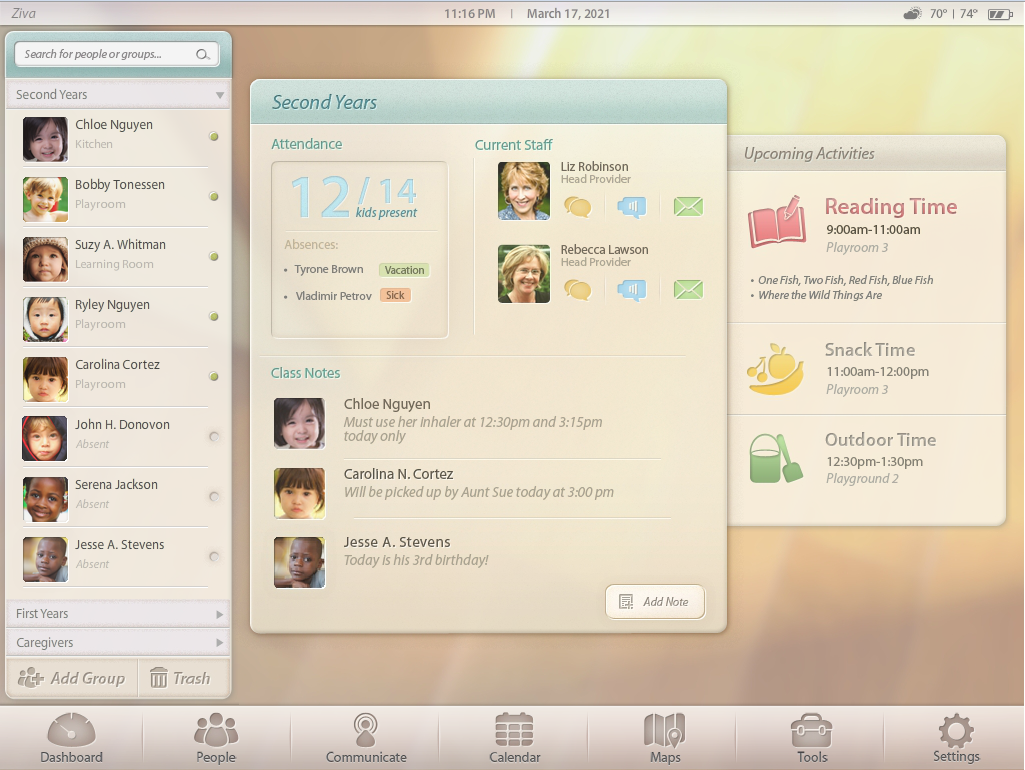 Ziva
11:16 PM | March 17, 2021
70° | 74°
Search for people or groups...
Second Years
Chloe Nguyen
Kitchen
Bobby Tonessen
Playroom
Suzy A. Whitman
Learning Room
Ryley Nguyen
Playroom
Carolina Cortez
Playroom
John H. Donovon
Absent
Serena Jackson
Absent
Jesse A. Stevens
Absent
First Years
Caregivers
Add Group
Trash
Second Years
Attendance
12/14
kids present
Absences:
• Tyrone Brown Vacation
• Vladimir Petrov Sick
Current Staff
Liz Robinson
Head Provider
Rebecca Lawson
Head Provider
Class Notes
Chloe Nguyen
Must use her inhaler at 12:30pm and 3:15pm
today only
Carolina N. Cortez
Will be picked up by Aunt Sue today at 3:00 pm
Jesse A. Stevens
Today is his 3rd birthday!
Add Note
Upcoming Activities
Reading Time
9:00am-11:00am
Playroom 3
• One Fish, Two Fish, Red Fish, Blue Fish
• Where the Wild Things Are
Snack Time
11:00am-12:00pm
Playroom 3
Outdoor Time
12:30pm-1:30pm
Playground 2
Dashboard
People
Communicate
Calendar
Maps
Tools
Settings